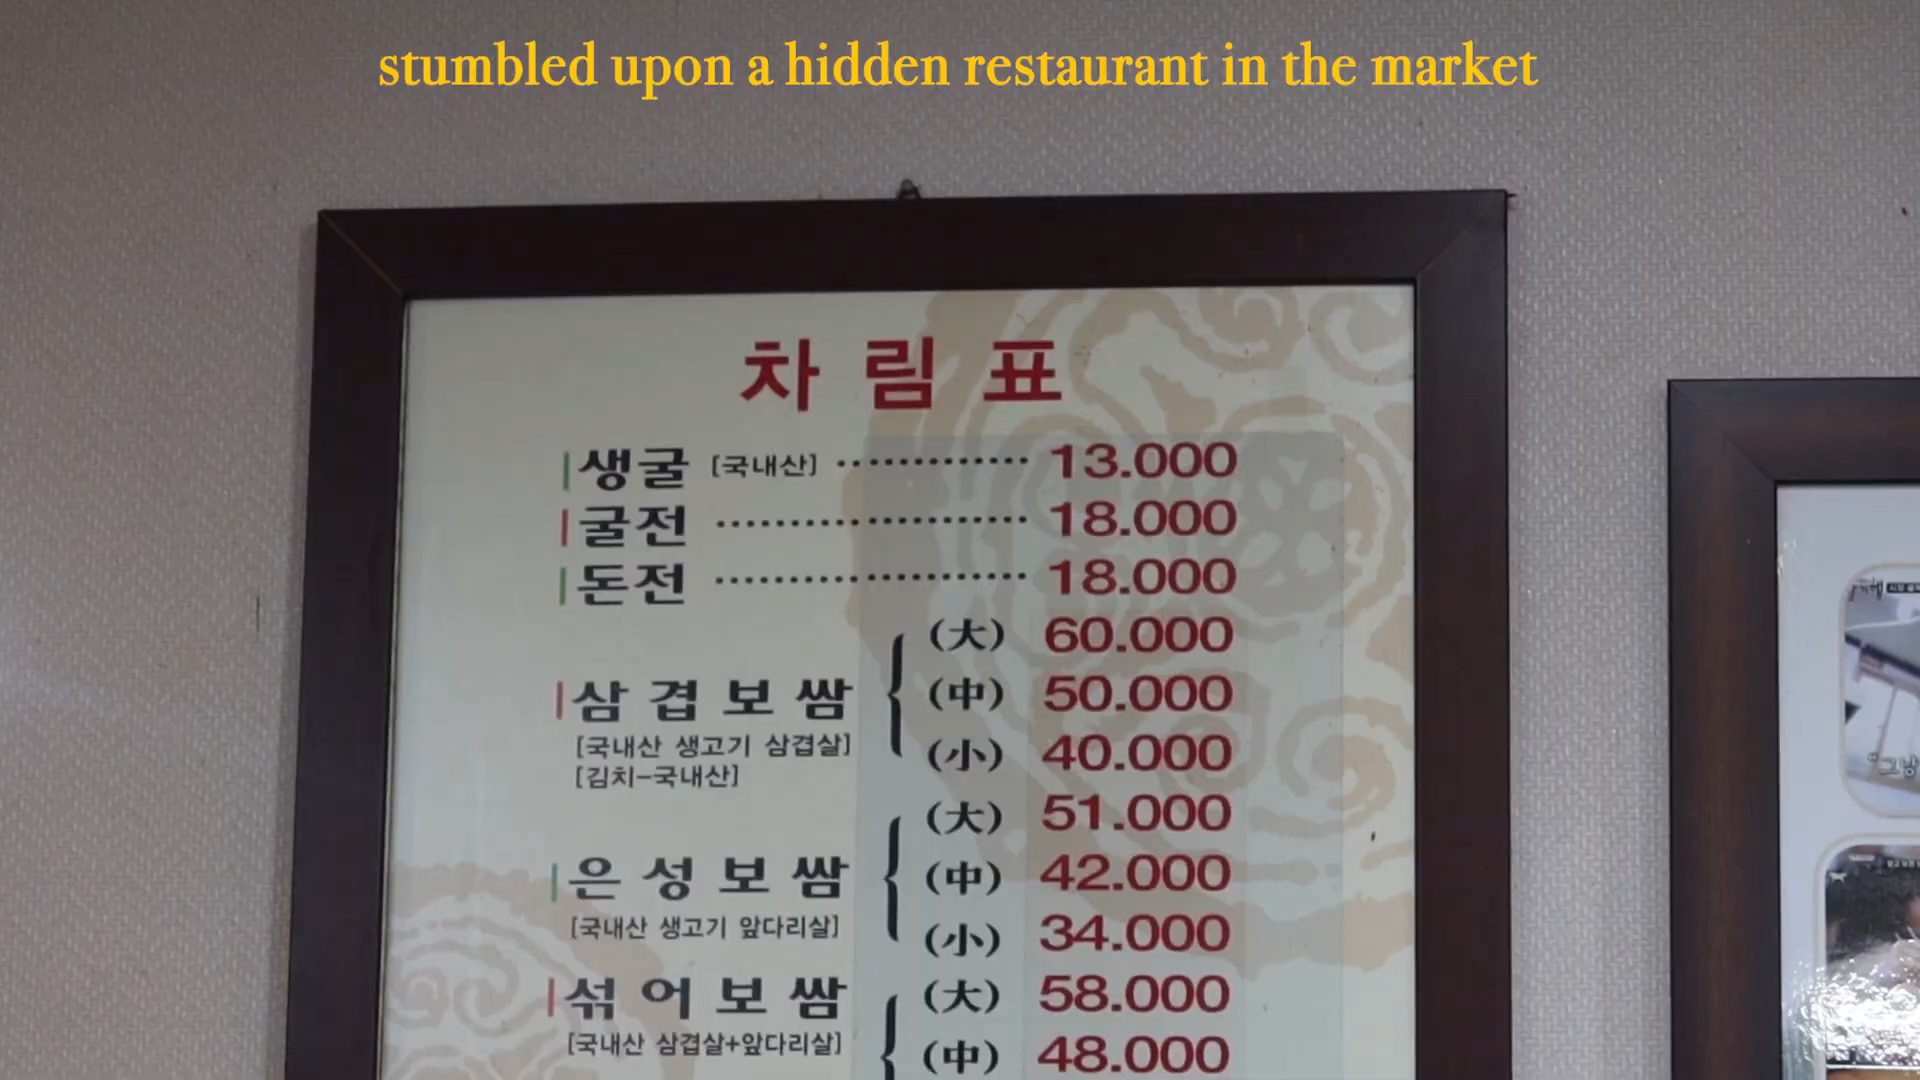 stumbled upon a hidden restaurant in the market
차림표
생굴 [국내산] ············· 13.000
굴전 ···················· 18.000
돈전 ···················· 18.000
삼겹보쌈
[국내산 생고기 삼겹살]
[김치-국내산]
(大) 60.000
(中) 50.000
(小) 40.000
은성보쌈
[국내산 생고기 앞다리살]
(大) 51.000
(中) 42.000
(小) 34.000
섞어보쌈
[국내산 삼겹살+앞다리살]
(大) 58.000
(中) 48.000